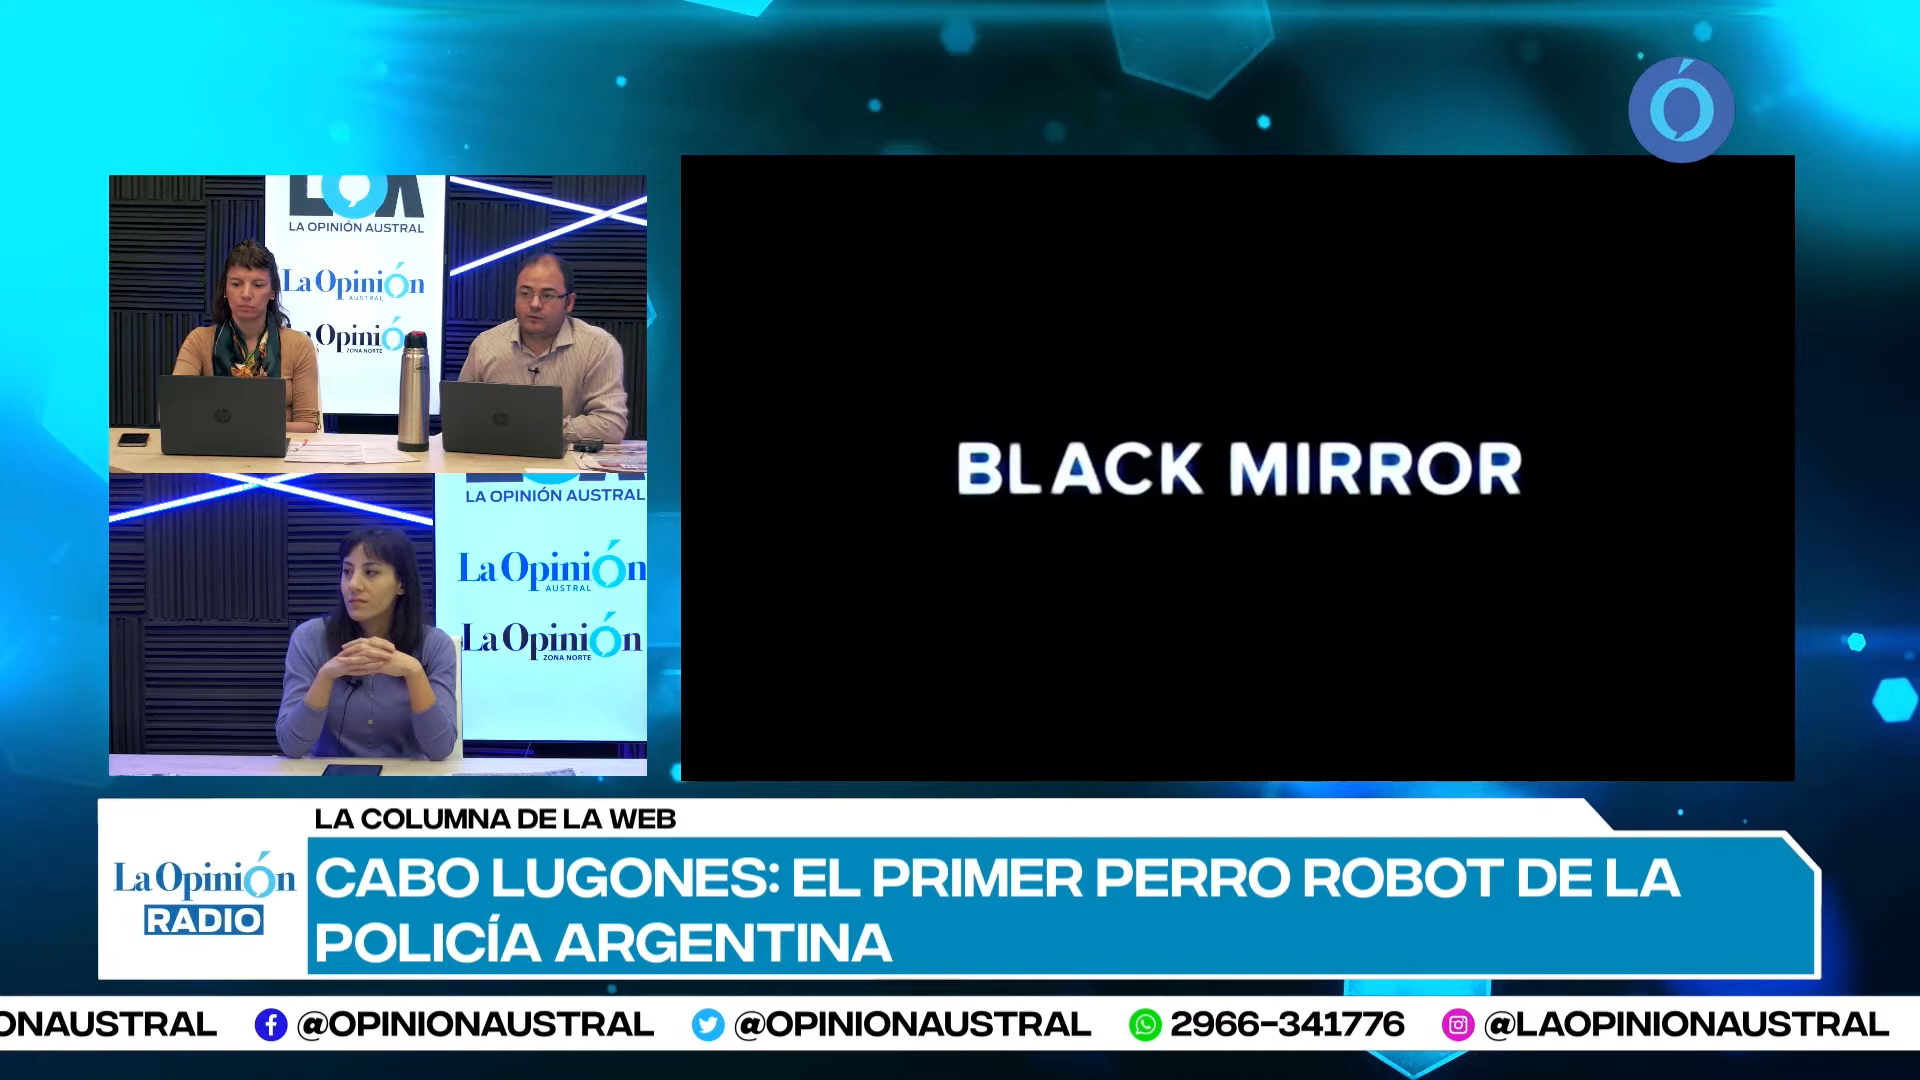 LA OPINIÓN AUSTRAL
La Opinión
AUSTRAL
Opinión
ZONA NORTE
BLACK MIRROR
LA OPINIÓN AUSTRAL
La Opinión
AUSTRAL
La Opinión
ZONA NORTE
LA COLUMNA DE LA WEB
La Opinión
RADIO
CABO LUGONES: EL PRIMER PERRO ROBOT DE LA
POLICÍA ARGENTINA
ONAUSTRAL @OPINIONAUSTRAL @OPINIONAUSTRAL 2966-341776 @LAOPINIONAUSTRAL